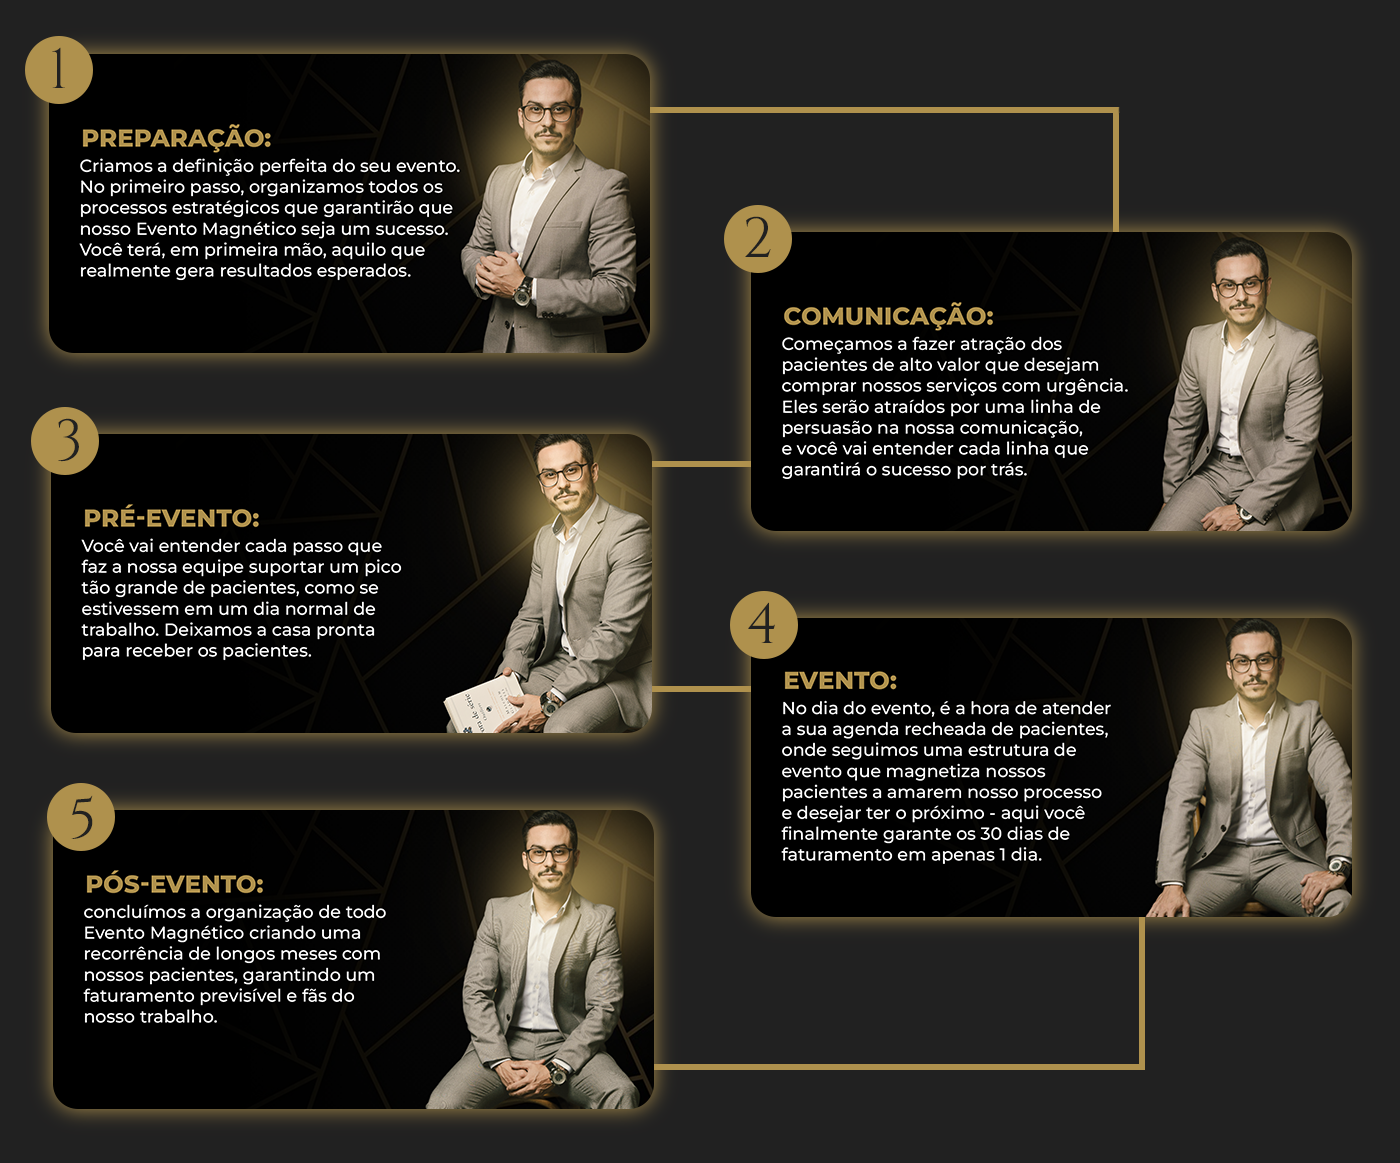 1
PREPARAÇÃO:
Criamos a definição perfeita do seu evento.
No primeiro passo, organizamos todos os
processos estratégicos que garantirão que
nosso Evento Magnético seja um sucesso.
Você terá, em primeira mão, aquilo que
realmente gera resultados esperados.
2
COMUNICAÇÃO:
Começamos a fazer atração dos
pacientes de alto valor que desejam
comprar nossos serviços com urgência.
Eles serão atraídos por uma linha de
persuasão na nossa comunicação,
e você vai entender cada linha que
garantirá o sucesso por trás.
3
PRÉ-EVENTO:
Você vai entender cada passo que
faz a nossa equipe suportar um pico
tão grande de pacientes, como se
estivessem em um dia normal de
trabalho. Deixamos a casa pronta
para receber os pacientes.
4
EVENTO:
No dia do evento, é a hora de atender
a sua agenda recheada de pacientes,
onde seguimos uma estrutura de
evento que magnetiza nossos
pacientes a amarem nosso processo
e desejar ter o próximo - aqui você
finalmente garante os 30 dias de
faturamento em apenas 1 dia.
5
PÓS-EVENTO:
concluímos a organização de todo
Evento Magnético criando uma
recorrência de longos meses com
nossos pacientes, garantindo um
faturamento previsível e fãs do
nosso trabalho.